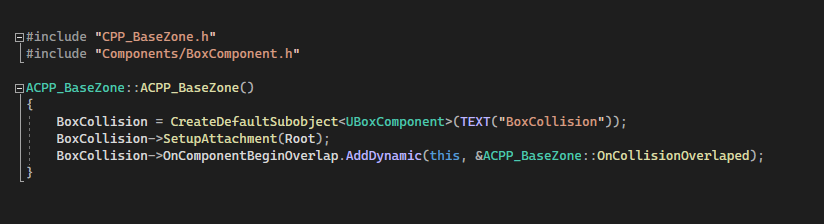 #include "CPP_BaseZone.h"
#include "Components/BoxComponent.h"
ACPP_BaseZone::ACPP_BaseZone()
{
BoxCollision = CreateDefaultSubobject<UBoxComponent>(TEXT("BoxCollision"));
BoxCollision->SetupAttachment(Root);
BoxCollision->OnComponentBeginOverlap.AddDynamic(this, &ACPP_BaseZone::OnCollisionOverlaped);
}